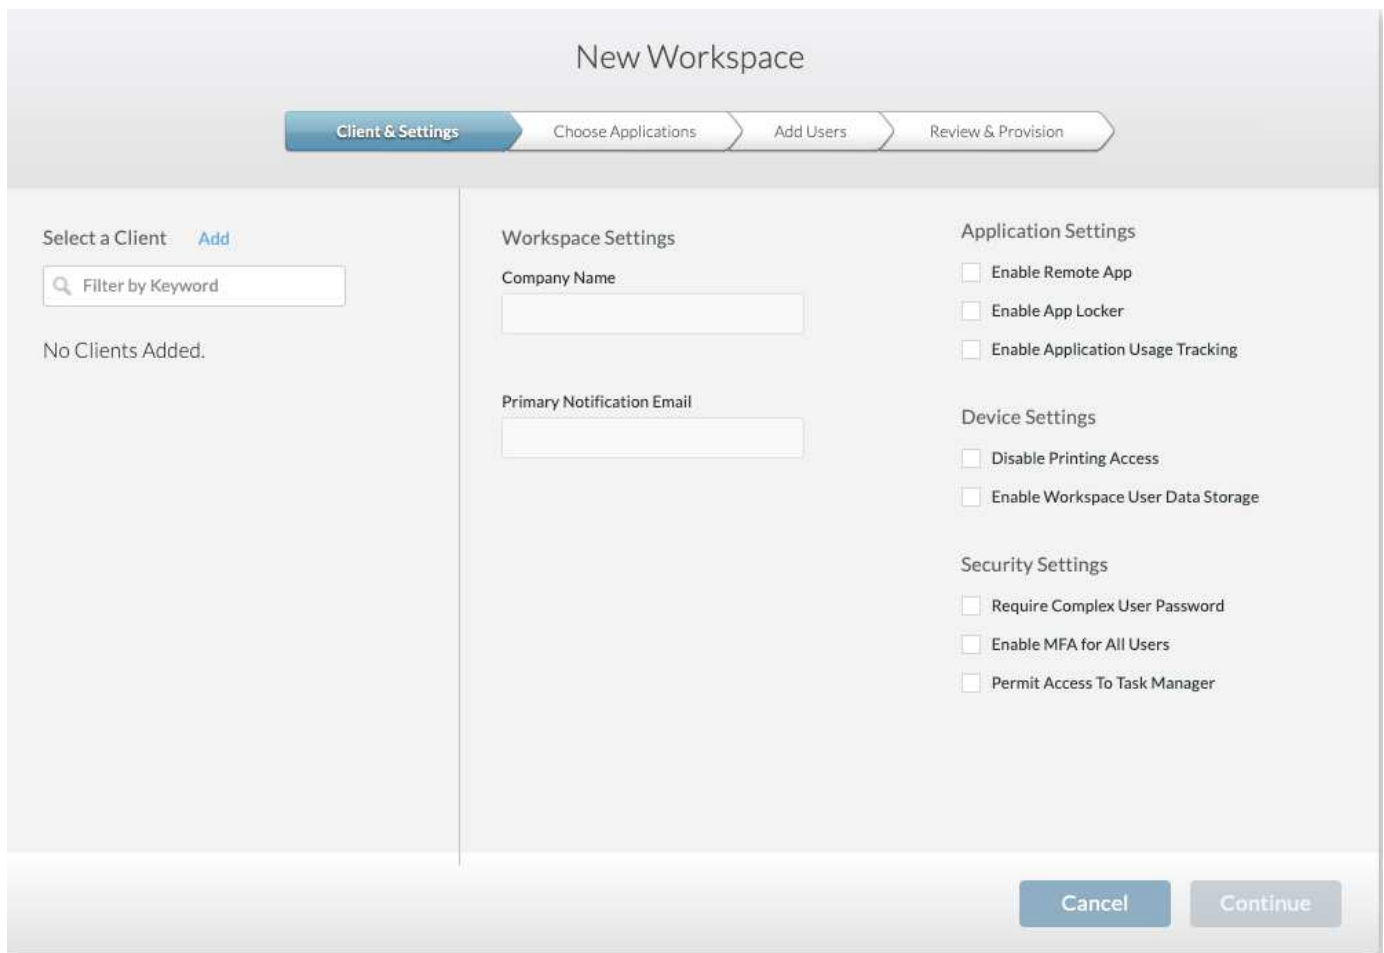 New Workspace
Client & Settings
Choose Applications
Add Users
Review & Provision
Select a Client
Add
Filter by Keyword
No Clients Added.
Workspace Settings
Company Name
Primary Notification Email
Application Settings
Enable Remote App
Enable App Locker
Enable Application Usage Tracking
Device Settings
Disable Printing Access
Enable Workspace User Data Storage
Security Settings
Require Complex User Password
Enable MFA for All Users
Permit Access To Task Manager
Cancel
Continue